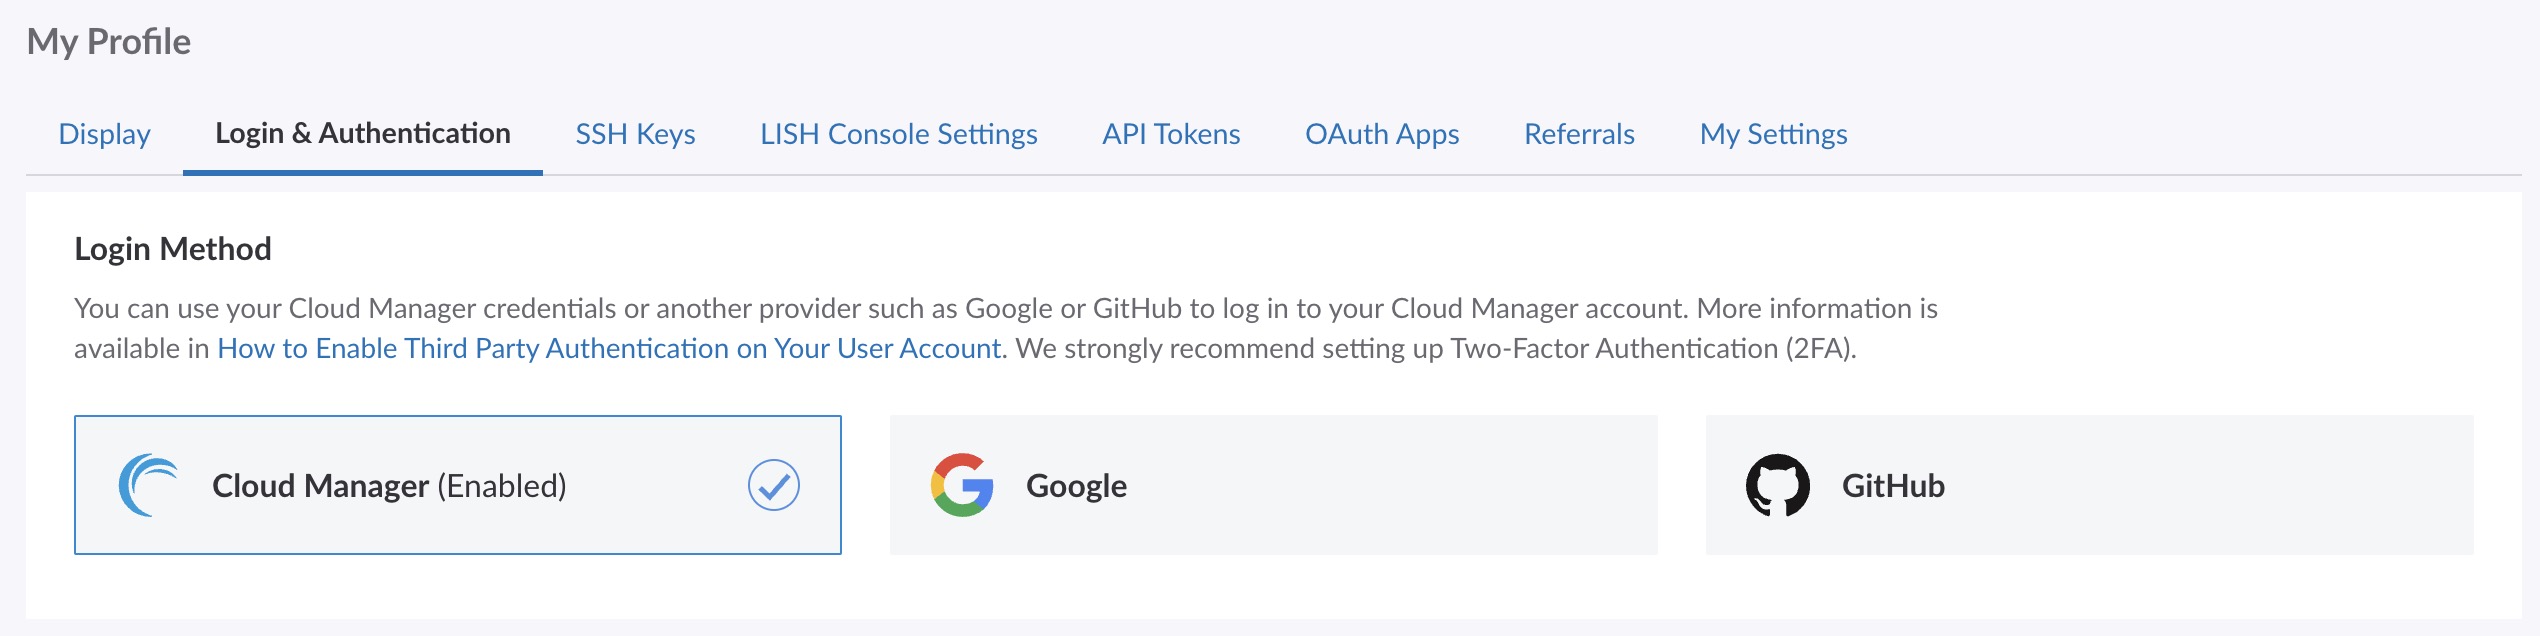 My Profile
Display Login & Authentication SSH Keys LISH Console Settings API Tokens OAuth Apps Referrals My Settings
Login Method
You can use your Cloud Manager credentials or another provider such as Google or GitHub to log in to your Cloud Manager account. More information is
available in How to Enable Third Party Authentication on Your User Account. We strongly recommend setting up Two-Factor Authentication (2FA).
Cloud Manager (Enabled) Google GitHub